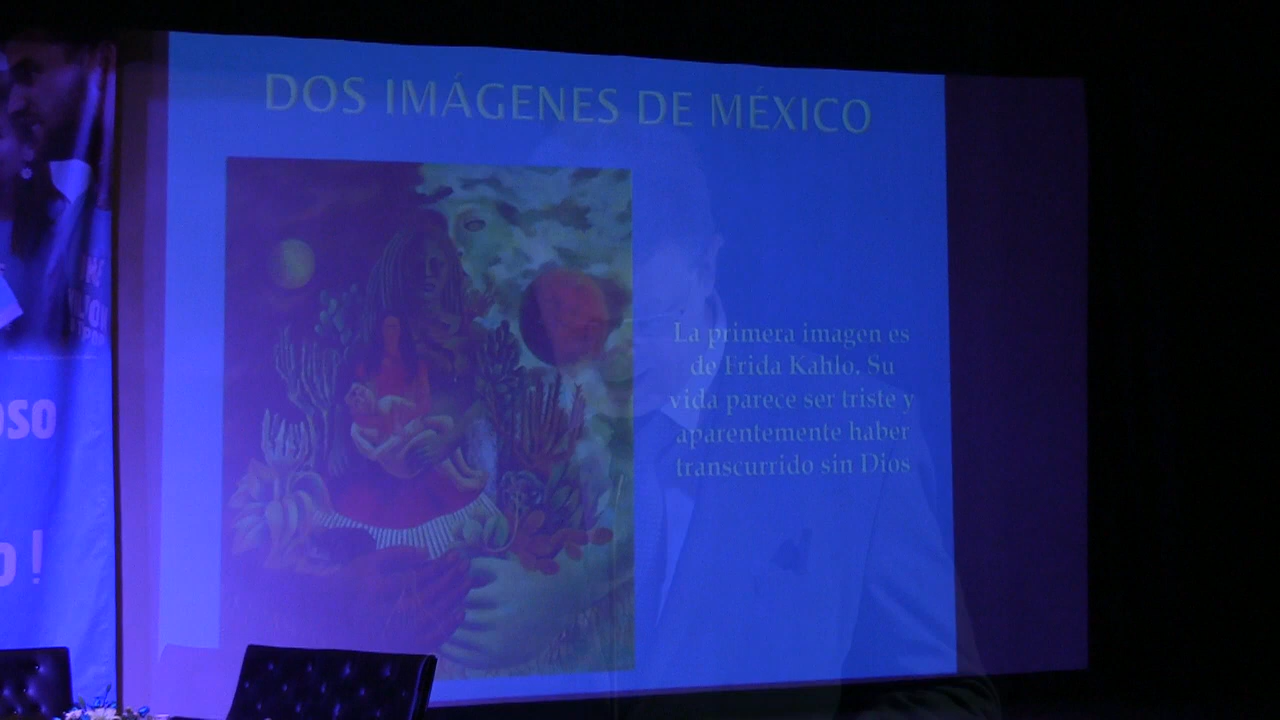 DOS IMÁGENES DE MÉXICO
La primera imagen es
de Frida Kahlo. Su
vida parece ser triste y
aparentemente haber
transcurrido sin Dios
oso
o!